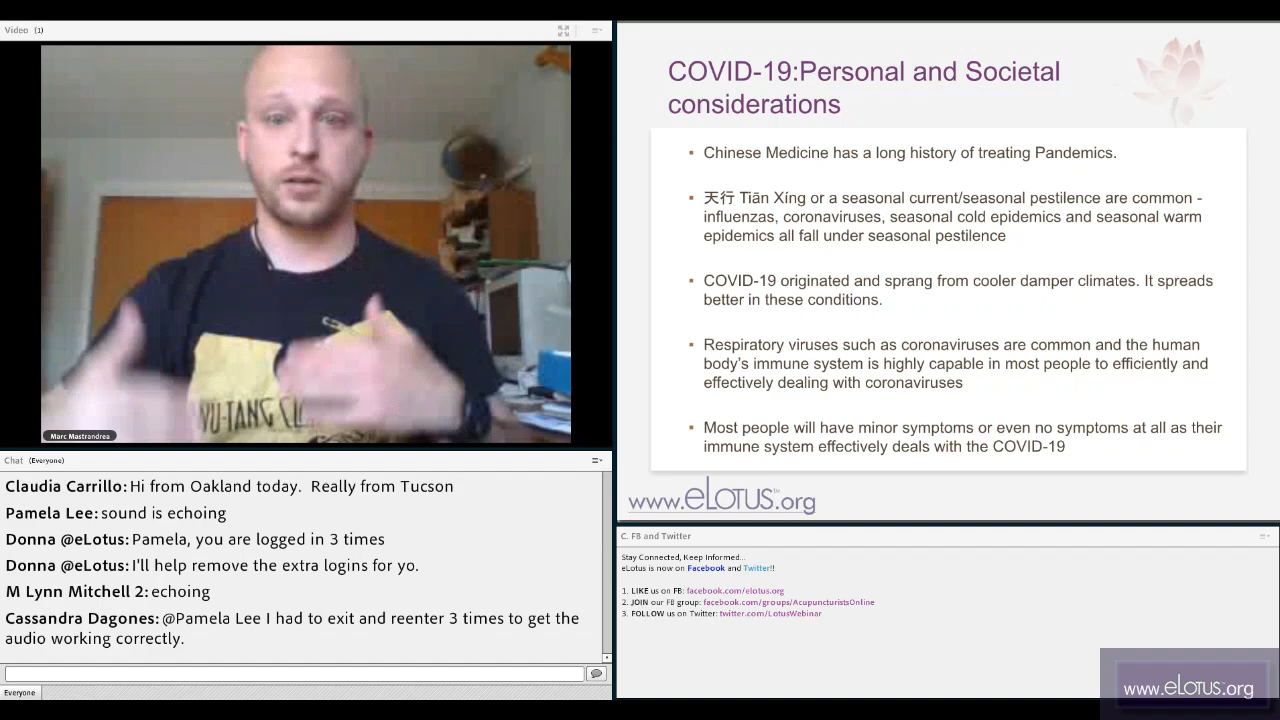 Video (1)
WU-TANG CL
Marc Mastrandrea
Chat (Everyone)
Claudia Carrillo: Hi from Oakland today. Really from Tucson
Pamela Lee: sound is echoing
Donna @eLotus: Pamela, you are logged in 3 times
Donna @eLotus: I'll help remove the extra logins for yo.
M Lynn Mitchell 2: echoing
Cassandra Dagones: @Pamela Lee I had to exit and reenter 3 times to get the
audio working correctly.
Everyone
COVID-19:Personal and Societal
considerations
▪ Chinese Medicine has a long history of treating Pandemics.
▪ 天行 Tiān Xíng or a seasonal current/seasonal pestilence are common -
influenzas, coronaviruses, seasonal cold epidemics and seasonal warm
epidemics all fall under seasonal pestilence
▪ COVID-19 originated and sprang from cooler damper climates. It spreads
better in these conditions.
▪ Respiratory viruses such as coronaviruses are common and the human
body's immune system is highly capable in most people to efficiently and
effectively dealing with coronaviruses
▪ Most people will have minor symptoms or even no symptoms at all as their
immune system effectively deals with the COVID-19
www.eLOTUS.org
C. FB and Twitter
Stay Connected, Keep Informed...
eLotus is now on Facebook and Twitter!!
1. LIKE us on FB: facebook.com/elotus.org
2. JOIN our FB group: facebook.com/groups/AcupuncturistsOnline
3. FOLLOW us on Twitter: twitter.com/LotusWebinar
www.eLOTUS.org